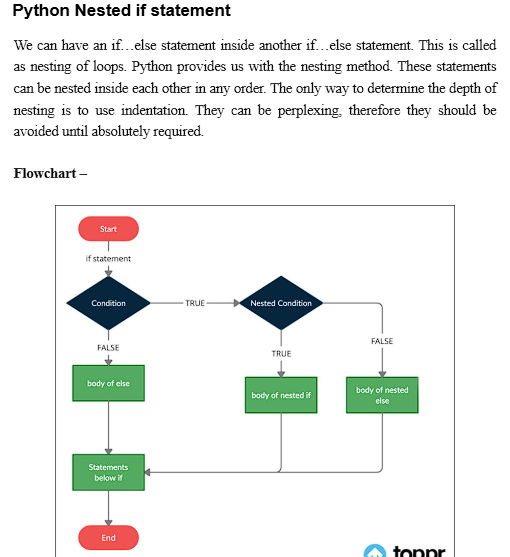 Python Nested if statement
We can have an if…else statement inside another if…else statement. This is called
as nesting of loops. Python provides us with the nesting method. These statements
can be nested inside each other in any order. The only way to determine the depth of
nesting is to use indentation. They can be perplexing, therefore they should be
avoided until absolutely required.
Flowchart –
Start
if statement
Condition
TRUE
Nested Condition
FALSE
TRUE
FALSE
body of else
body of nested if
body of nested
else
Statements
below if
End
toppr